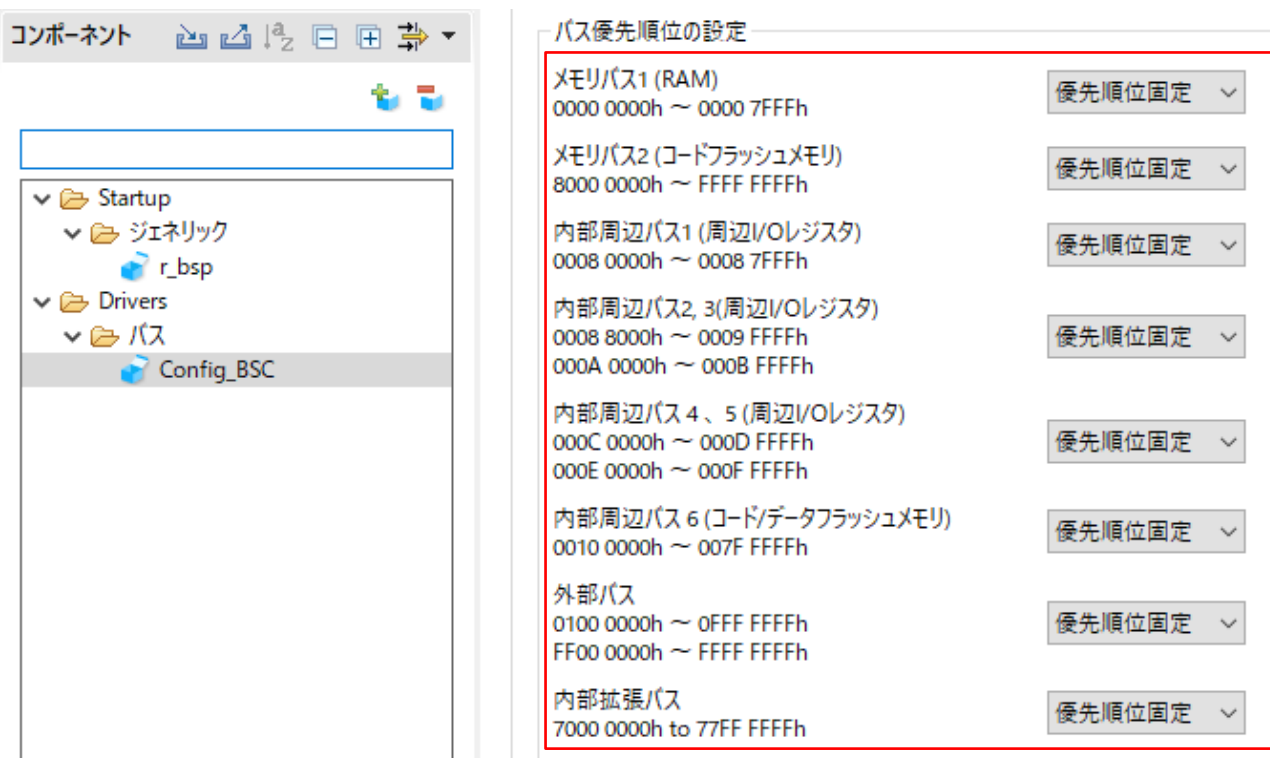 コンポーネント
Startup
ジェネリック
r_bsp
Drivers
バス
Config_BSC
バス優先順位の設定
メモリバス1 (RAM)
0000 0000h ～ 0000 7FFFh
優先順位固定
メモリバス2 (コードフラッシュメモリ)
8000 0000h ～ FFFF FFFFh
優先順位固定
内部周辺バス1 (周辺I/Oレジスタ)
0008 0000h ～ 0008 7FFFh
優先順位固定
内部周辺バス2, 3(周辺I/Oレジスタ)
0008 8000h ～ 0009 FFFFh
000A 0000h ～ 000B FFFFh
優先順位固定
内部周辺バス 4 、5 (周辺I/Oレジスタ)
000C 0000h ～ 000D FFFFh
000E 0000h ～ 000F FFFFh
優先順位固定
内部周辺バス 6 (コード/データフラッシュメモリ)
0010 0000h ～ 007F FFFFh
優先順位固定
外部バス
0100 0000h ～ 0FFF FFFFh
FF00 0000h ～ FFFF FFFFh
優先順位固定
内部拡張バス
7000 0000h to 77FF FFFFh
優先順位固定